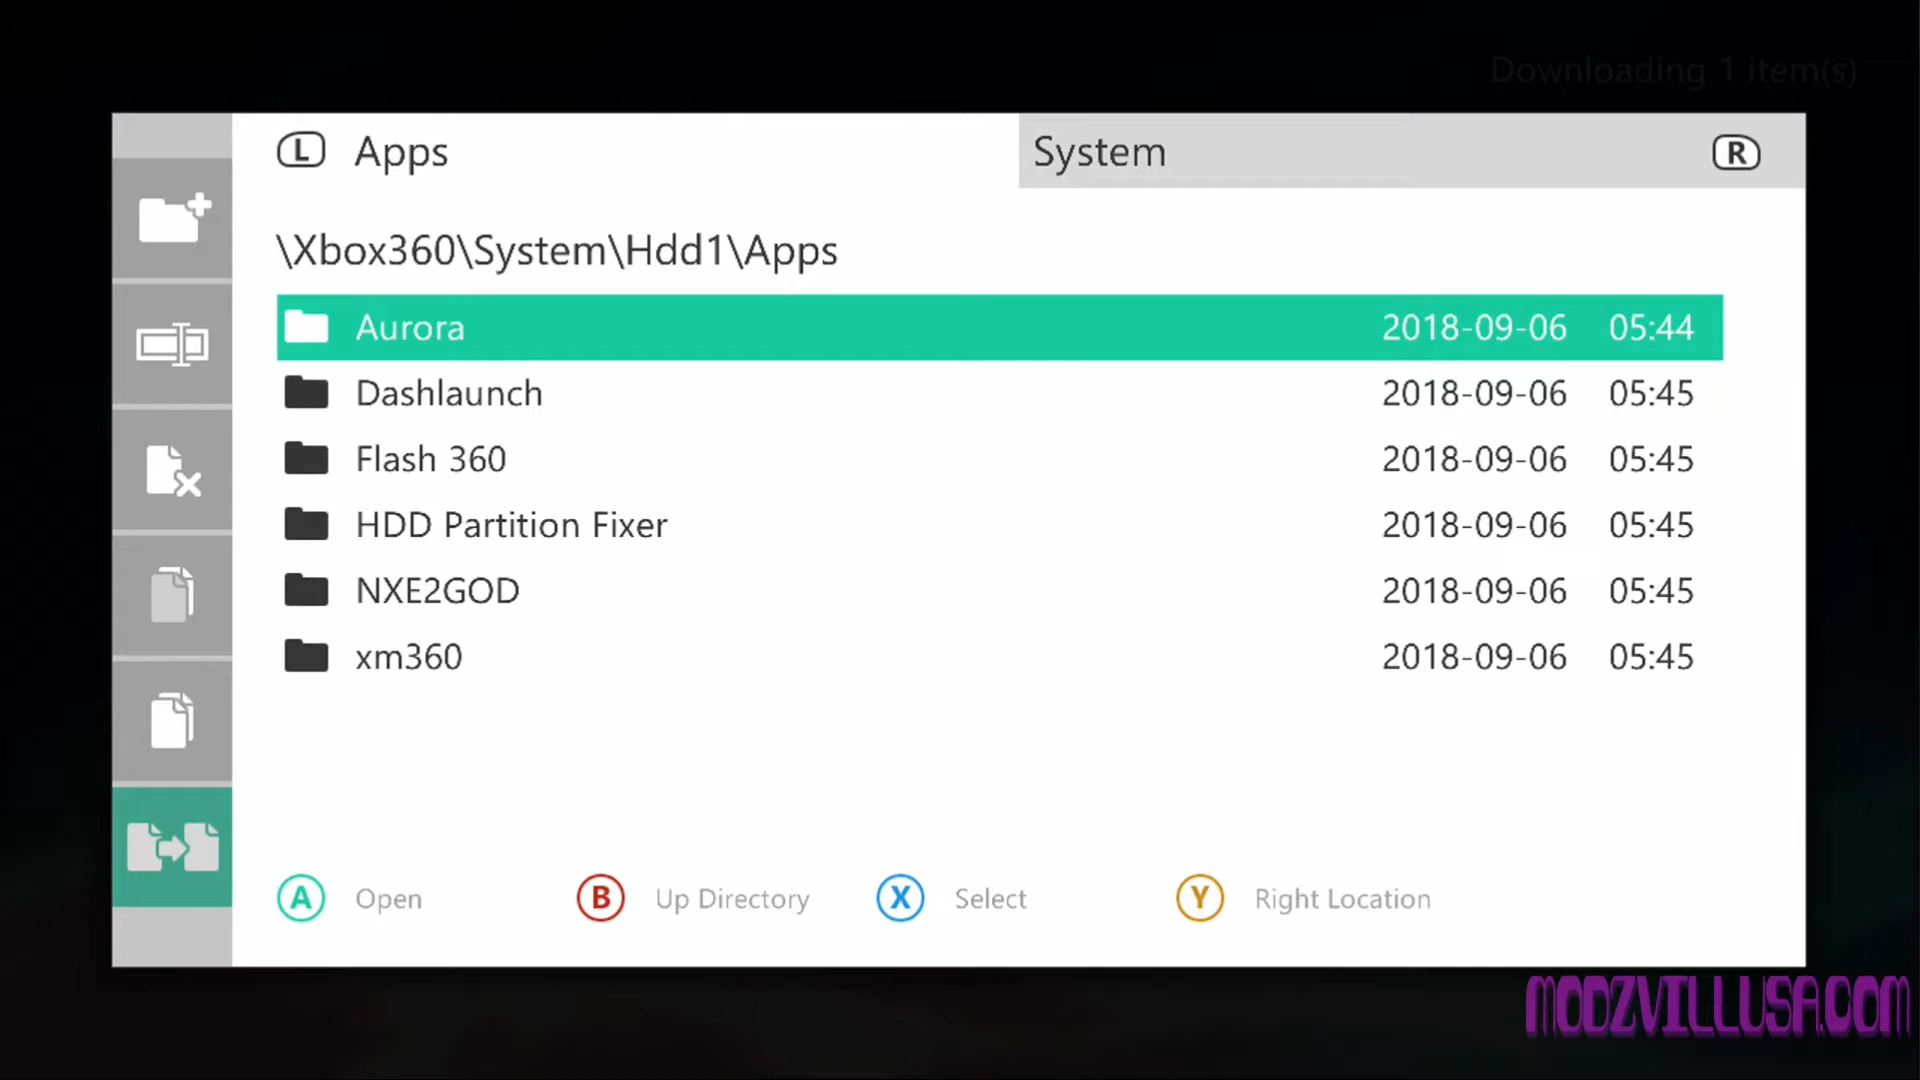 Downloading 1 item(s)
L Apps
System R
\Xbox360\System\Hdd1\Apps
Aurora 2018-09-06 05:44
Dashlaunch 2018-09-06 05:45
Flash 360 2018-09-06 05:45
HDD Partition Fixer 2018-09-06 05:45
NXE2GOD 2018-09-06 05:45
xm360 2018-09-06 05:45
A Open B Up Directory X Select Y Right Location
MODZVILLUSA.COM